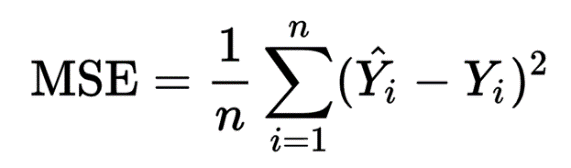 MSE = \frac{1}{n} \sum_{i=1}^{n} (\hat{Y}_i - Y_i)^2